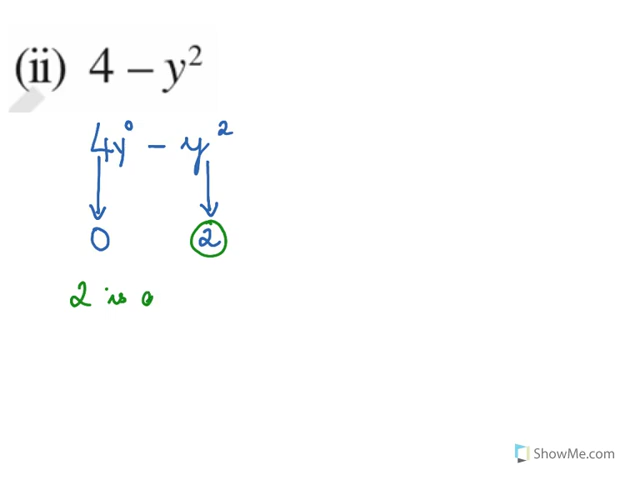 (ii) 4 − y²
4y⁰ − y²
0 2
2 is
ShowMe.com